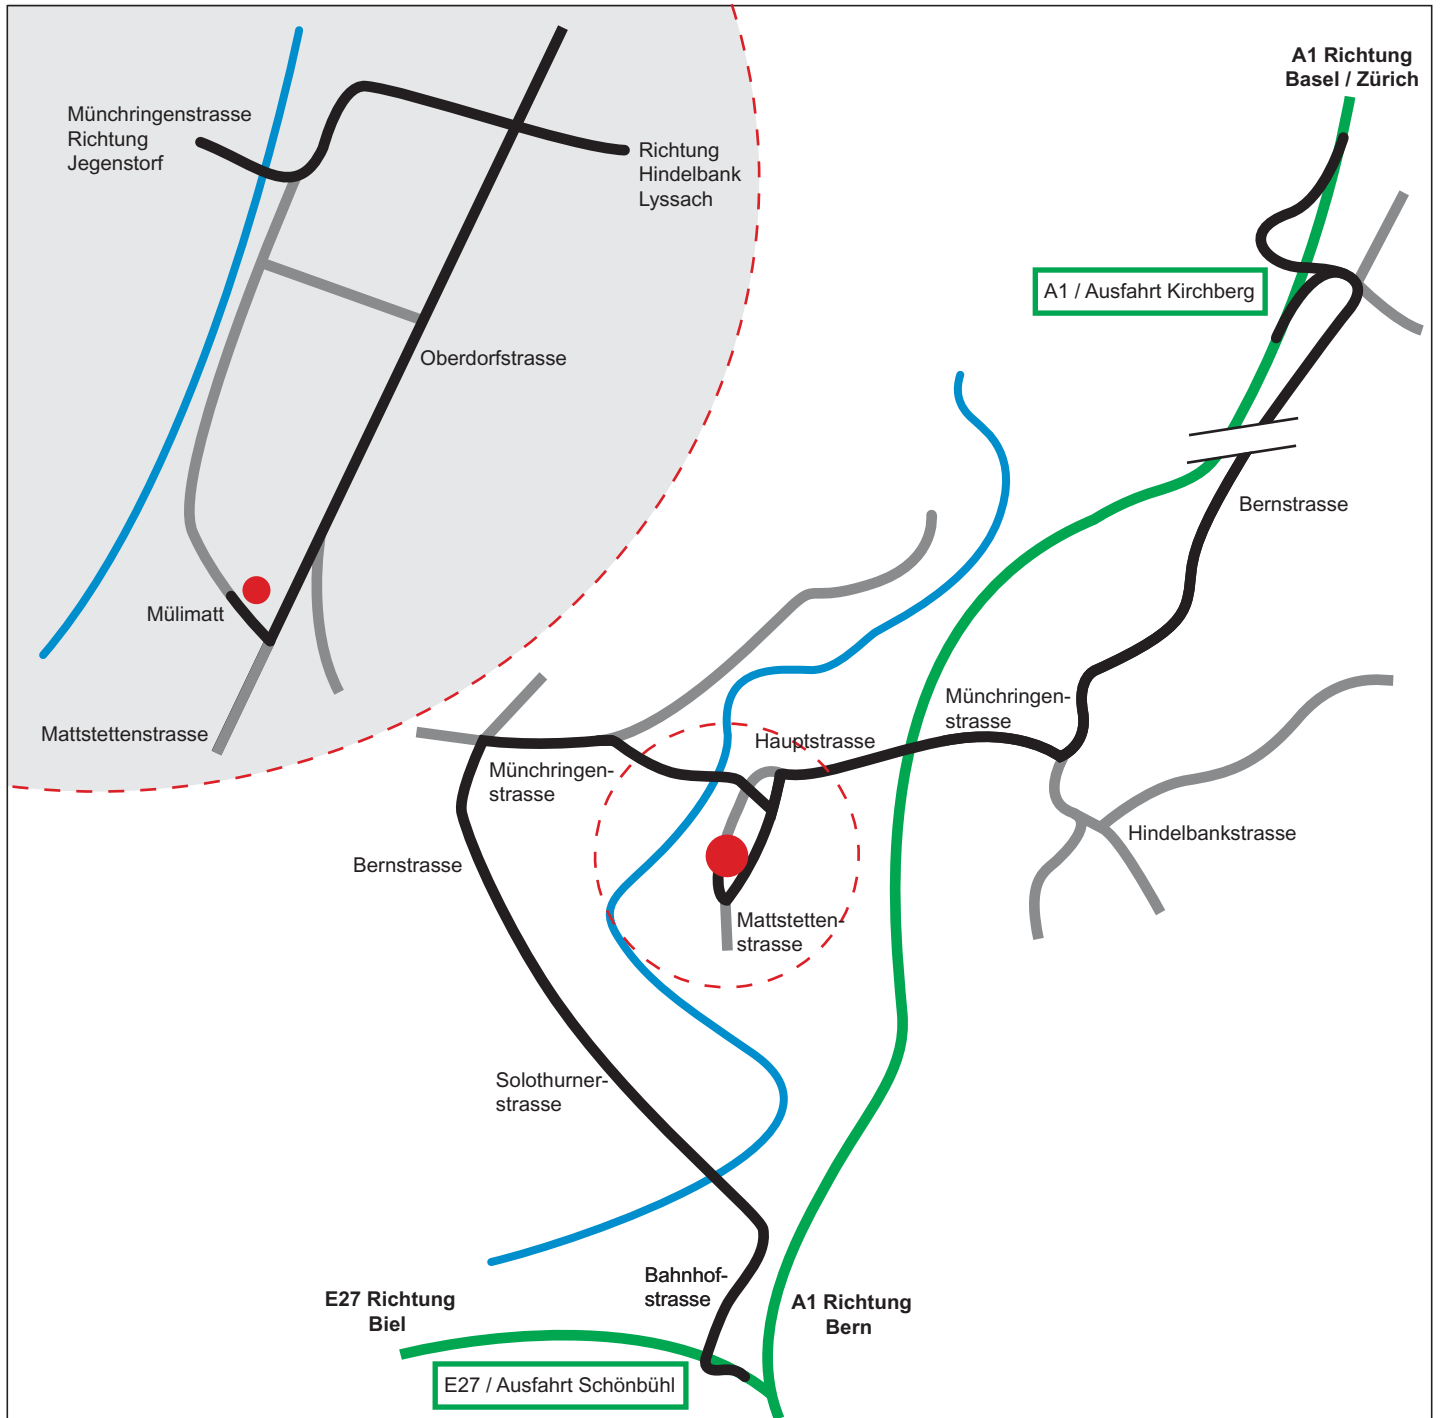 A1 Richtung
Basel / Zürich
Münchringenstrasse
Richtung
Jegenstorf
Richtung
Hindelbank
Lyssach
A1 / Ausfahrt Kirchberg
Oberdorfstrasse
Bernstrasse
Mülimatt
Mattstettenstrasse
Münchringen-
strasse
Hauptstrasse
Münchringen-
strasse
Hindelbankstrasse
Bernstrasse
Mattstetten-
strasse
Solothurner-
strasse
Bahnhof-
strasse
E27 Richtung
Biel
A1 Richtung
Bern
E27 / Ausfahrt Schönbühl